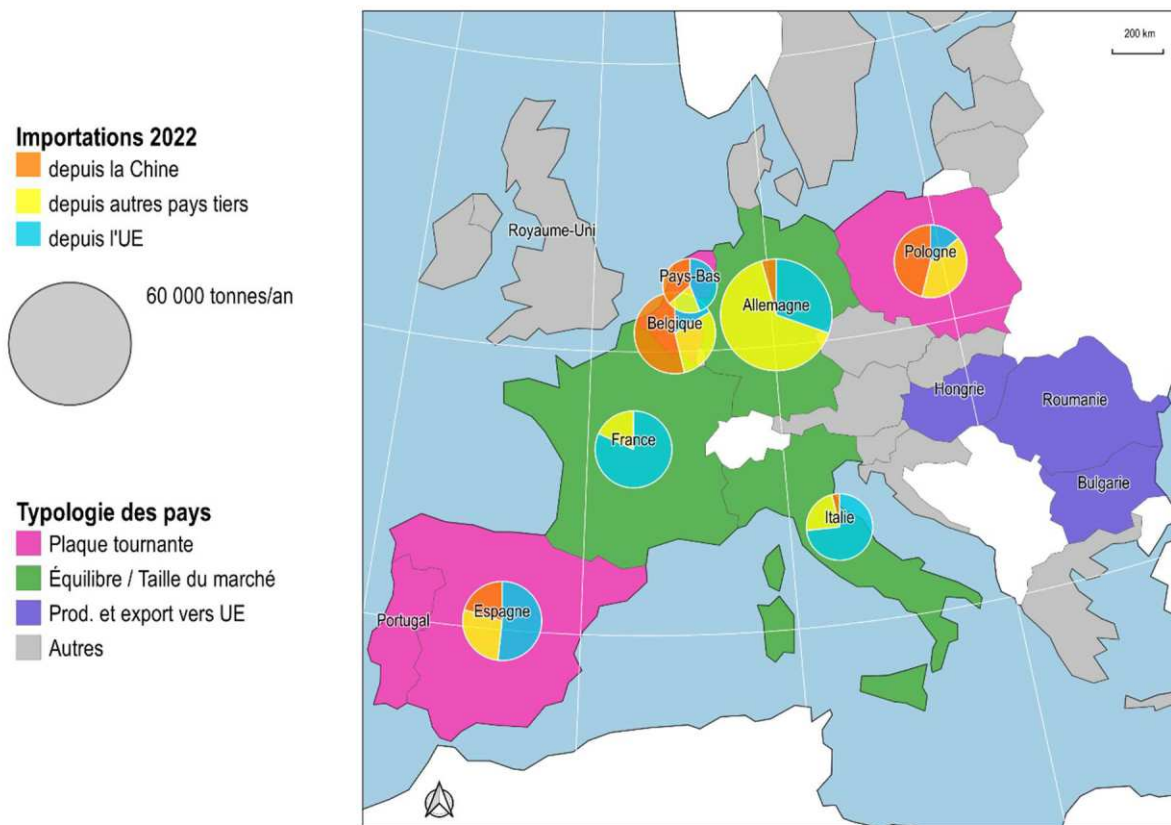 Importations 2022
depuis la Chine
depuis autres pays tiers
depuis l'UE
60 000 tonnes/an
Typologie des pays
Plaque tournante
Équilibre / Taille du marché
Prod. et export vers UE
Autres
200 km
Royaume-Uni
Pays-Bas
Pologne
Allemagne
Belgique
Hongrie
Roumanie
France
Bulgarie
Italie
Espagne
Portugal